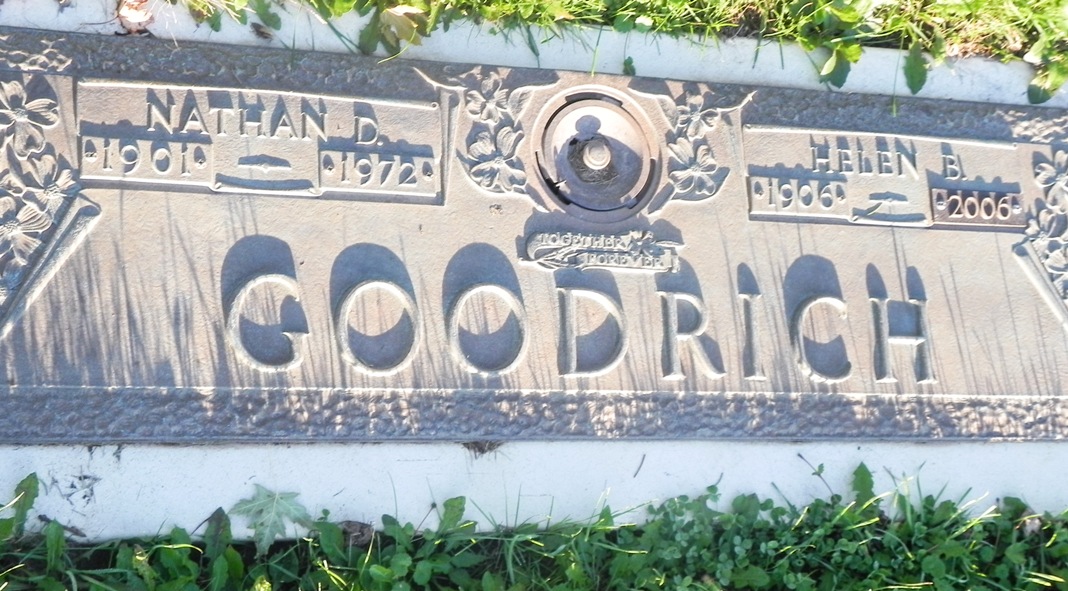 NATHAN D.
1901 1972
HELEN B.
1906 2006
TOGETHER
FOREVER
GOODRICH